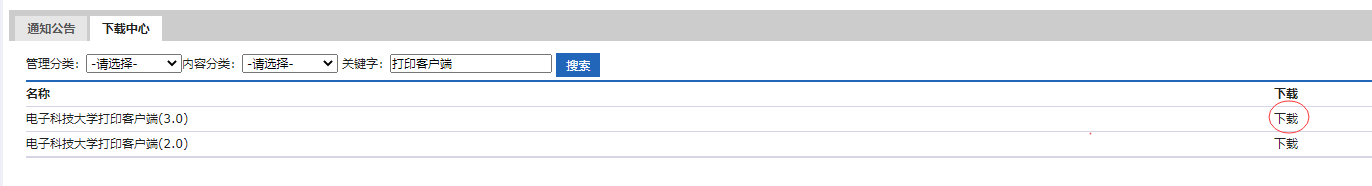 通知公告 下载中心
管理分类: -请选择- 内容分类: -请选择- 关键字: 打印客户端 搜索
名称 下载
电子科技大学打印客户端(3.0) 下载
电子科技大学打印客户端(2.0) 下载